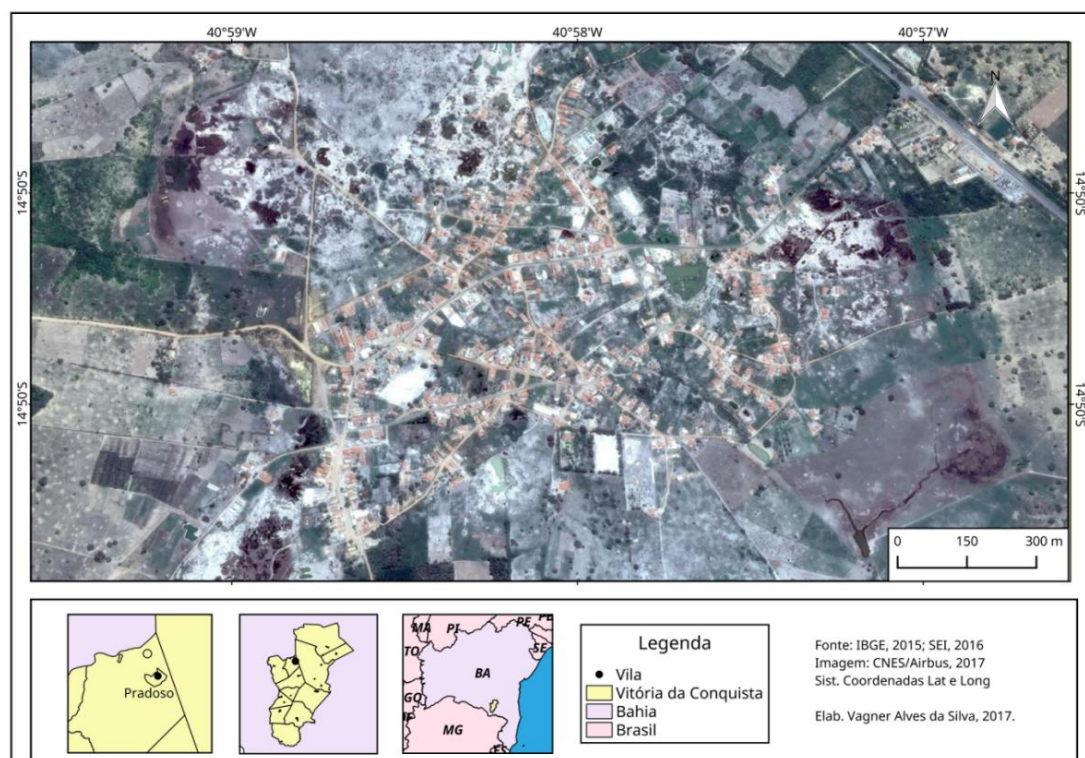 40°59'W 40°58'W 40°57'W
N
14°50'S 14°50'S
14°50'S 14°50'S
0 150 300 m
Pradoso
MA PI PE
TO SE
BA
GO
MG
ES
Legenda
Vila
Vitória da Conquista
Bahia
Brasil
Fonte: IBGE, 2015; SEI, 2016
Imagem: CNES/Airbus, 2017
Sist. Coordenadas Lat e Long
Elab. Vagner Alves da Silva, 2017.